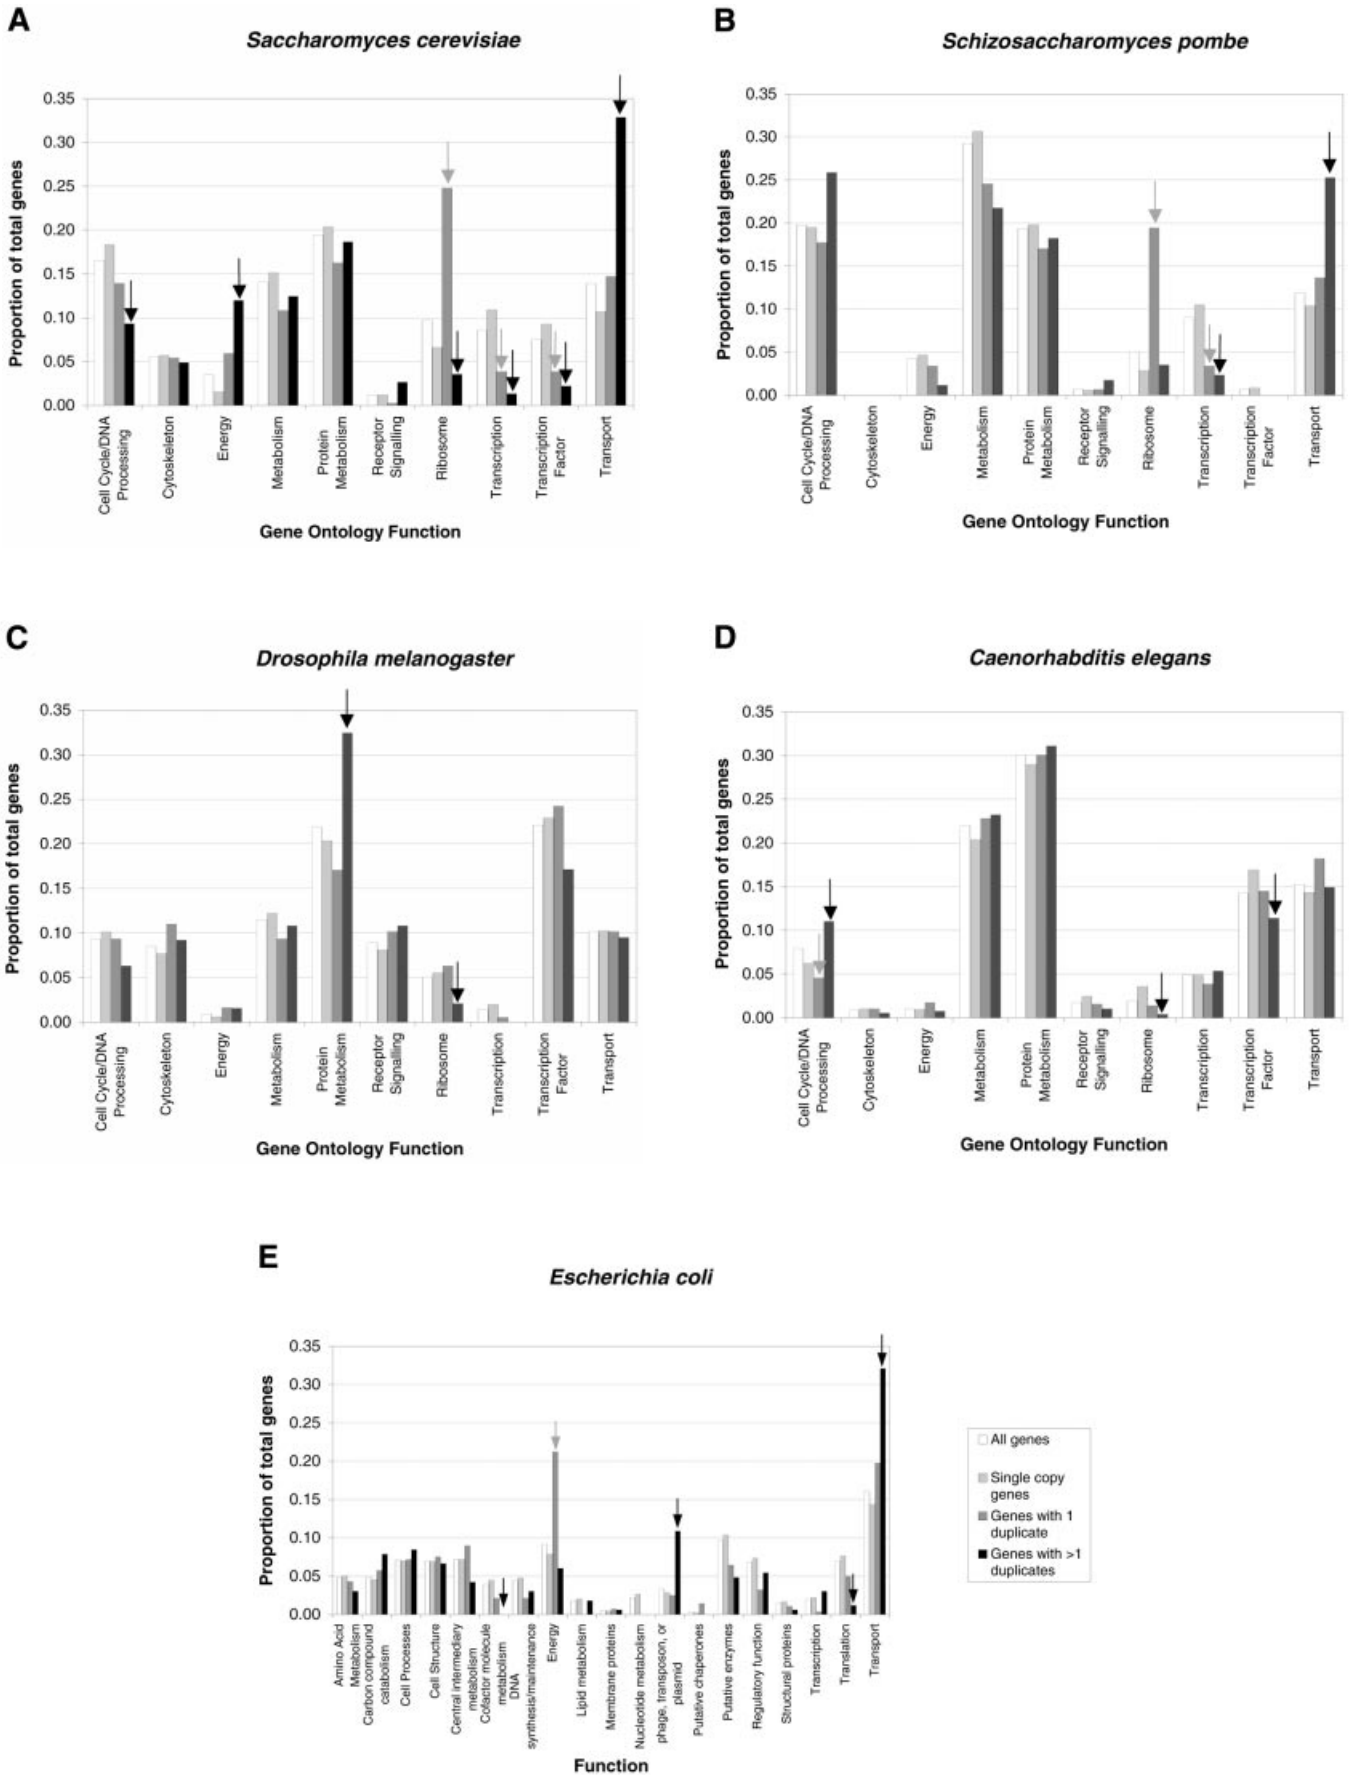 A
Saccharomyces cerevisiae
Proportion of total genes
0.35
0.30
0.25
0.20
0.15
0.10
0.05
0.00
Cell Cycle/DNA
Processing
Cytoskeleton
Energy
Metabolism
Protein
Metabolism
Receptor
Signalling
Ribosome
Transcription
Transcription
Factor
Transport
Gene Ontology Function
B
Schizosaccharomyces pombe
Proportion of total genes
0.35
0.30
0.25
0.20
0.15
0.10
0.05
0.00
Cell Cycle/DNA
Processing
Cytoskeleton
Energy
Metabolism
Protein
Metabolism
Receptor
Signalling
Ribosome
Transcription
Transcription
Factor
Transport
Gene Ontology Function
C
Drosophila melanogaster
Proportion of total genes
0.35
0.30
0.25
0.20
0.15
0.10
0.05
0.00
Cell Cycle/DNA
Processing
Cytoskeleton
Energy
Metabolism
Protein
Metabolism
Receptor
Signalling
Ribosome
Transcription
Transcription
Factor
Transport
Gene Ontology Function
D
Caenorhabditis elegans
Proportion of total genes
0.35
0.30
0.25
0.20
0.15
0.10
0.05
0.00
Cell Cycle/DNA
Processing
Cytoskeleton
Energy
Metabolism
Protein
Metabolism
Receptor
Signalling
Ribosome
Transcription
Transcription
Factor
Transport
Gene Ontology Function
E
Escherichia coli
Proportion of total genes
0.35
0.30
0.25
0.20
0.15
0.10
0.05
0.00
Amino Acid
Metabolism
Carbon compound
catabolism
Cell Processes
Cell Structure
Central intermediary
metabolism
Cofactor molecule
metabolism
DNA
synthesis/maintenance
Energy
Lipid metabolism
Membrane proteins
Nucleotide metabolism
phage, transposon, or
plasmid
Putative chaperones
Putative enzymes
Regulatory function
Structural proteins
Transcription
Translation
Transport
Function
All genes
Single copy
genes
Genes with 1
duplicate
Genes with >1
duplicates